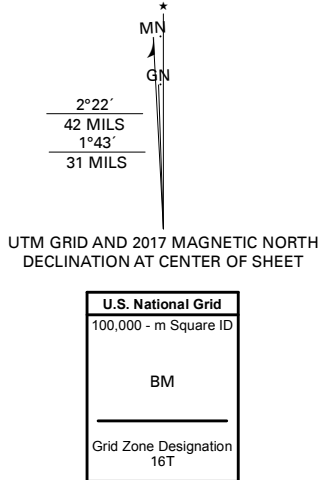 MN
GN
2°22´
42 MILS
1°43´
31 MILS
UTM GRID AND 2017 MAGNETIC NORTH
DECLINATION AT CENTER OF SHEET
U.S. National Grid
100,000 - m Square ID
BM
Grid Zone Designation
16T